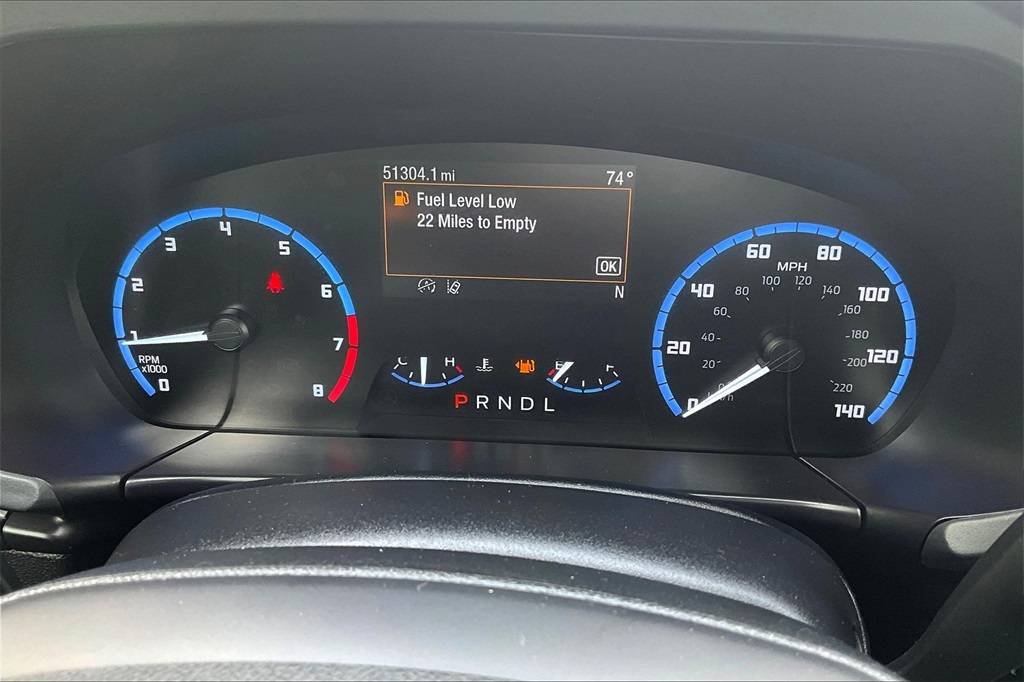 51304.1 mi 74°
Fuel Level Low
22 Miles to Empty
OK
N
0 1 2 3 4 5 6 7 8
RPM
x1000
C H E F
P R N D L
0 20 40 60 80 100 120 140
MPH
20 40 60 80 100 120 140 160 180 200 220